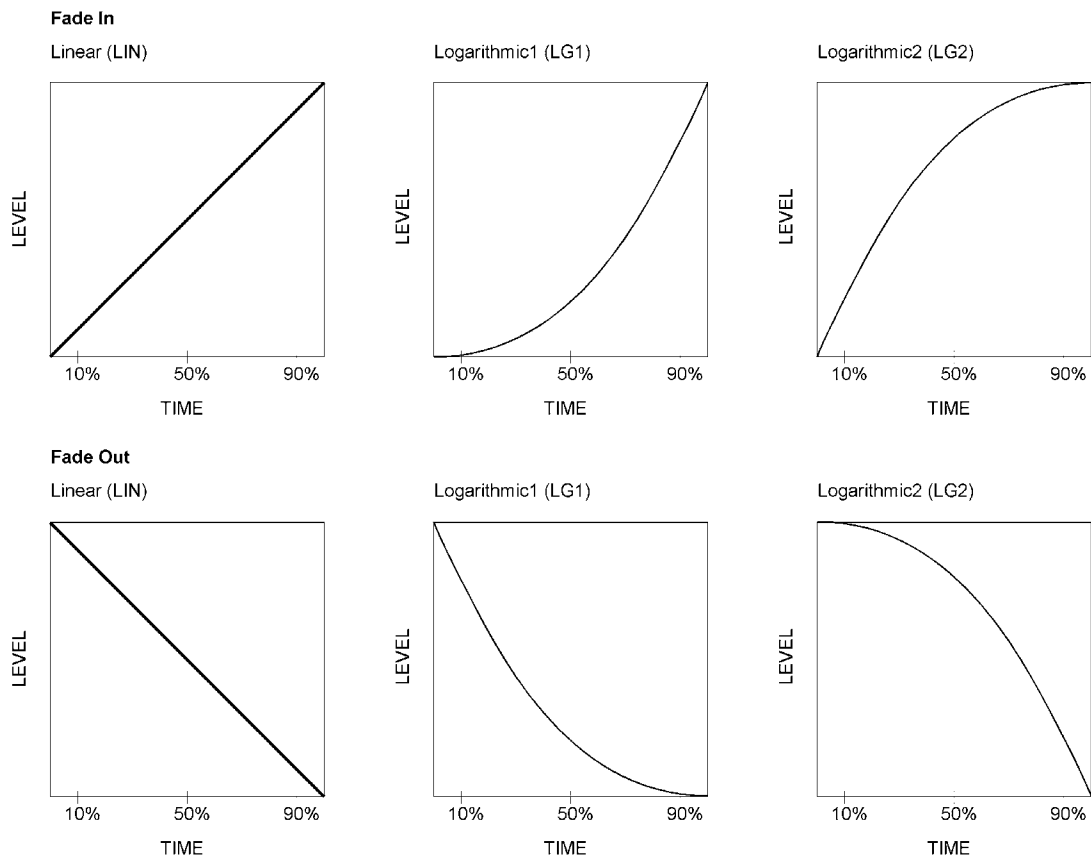 Fade In
Linear (LIN)
Logarithmic1 (LG1)
Logarithmic2 (LG2)
LEVEL
LEVEL
LEVEL
10% 50% 90%
10% 50% 90%
10% 50% 90%
TIME
TIME
TIME
Fade Out
Linear (LIN)
Logarithmic1 (LG1)
Logarithmic2 (LG2)
LEVEL
LEVEL
LEVEL
10% 50% 90%
10% 50% 90%
10% 50% 90%
TIME
TIME
TIME